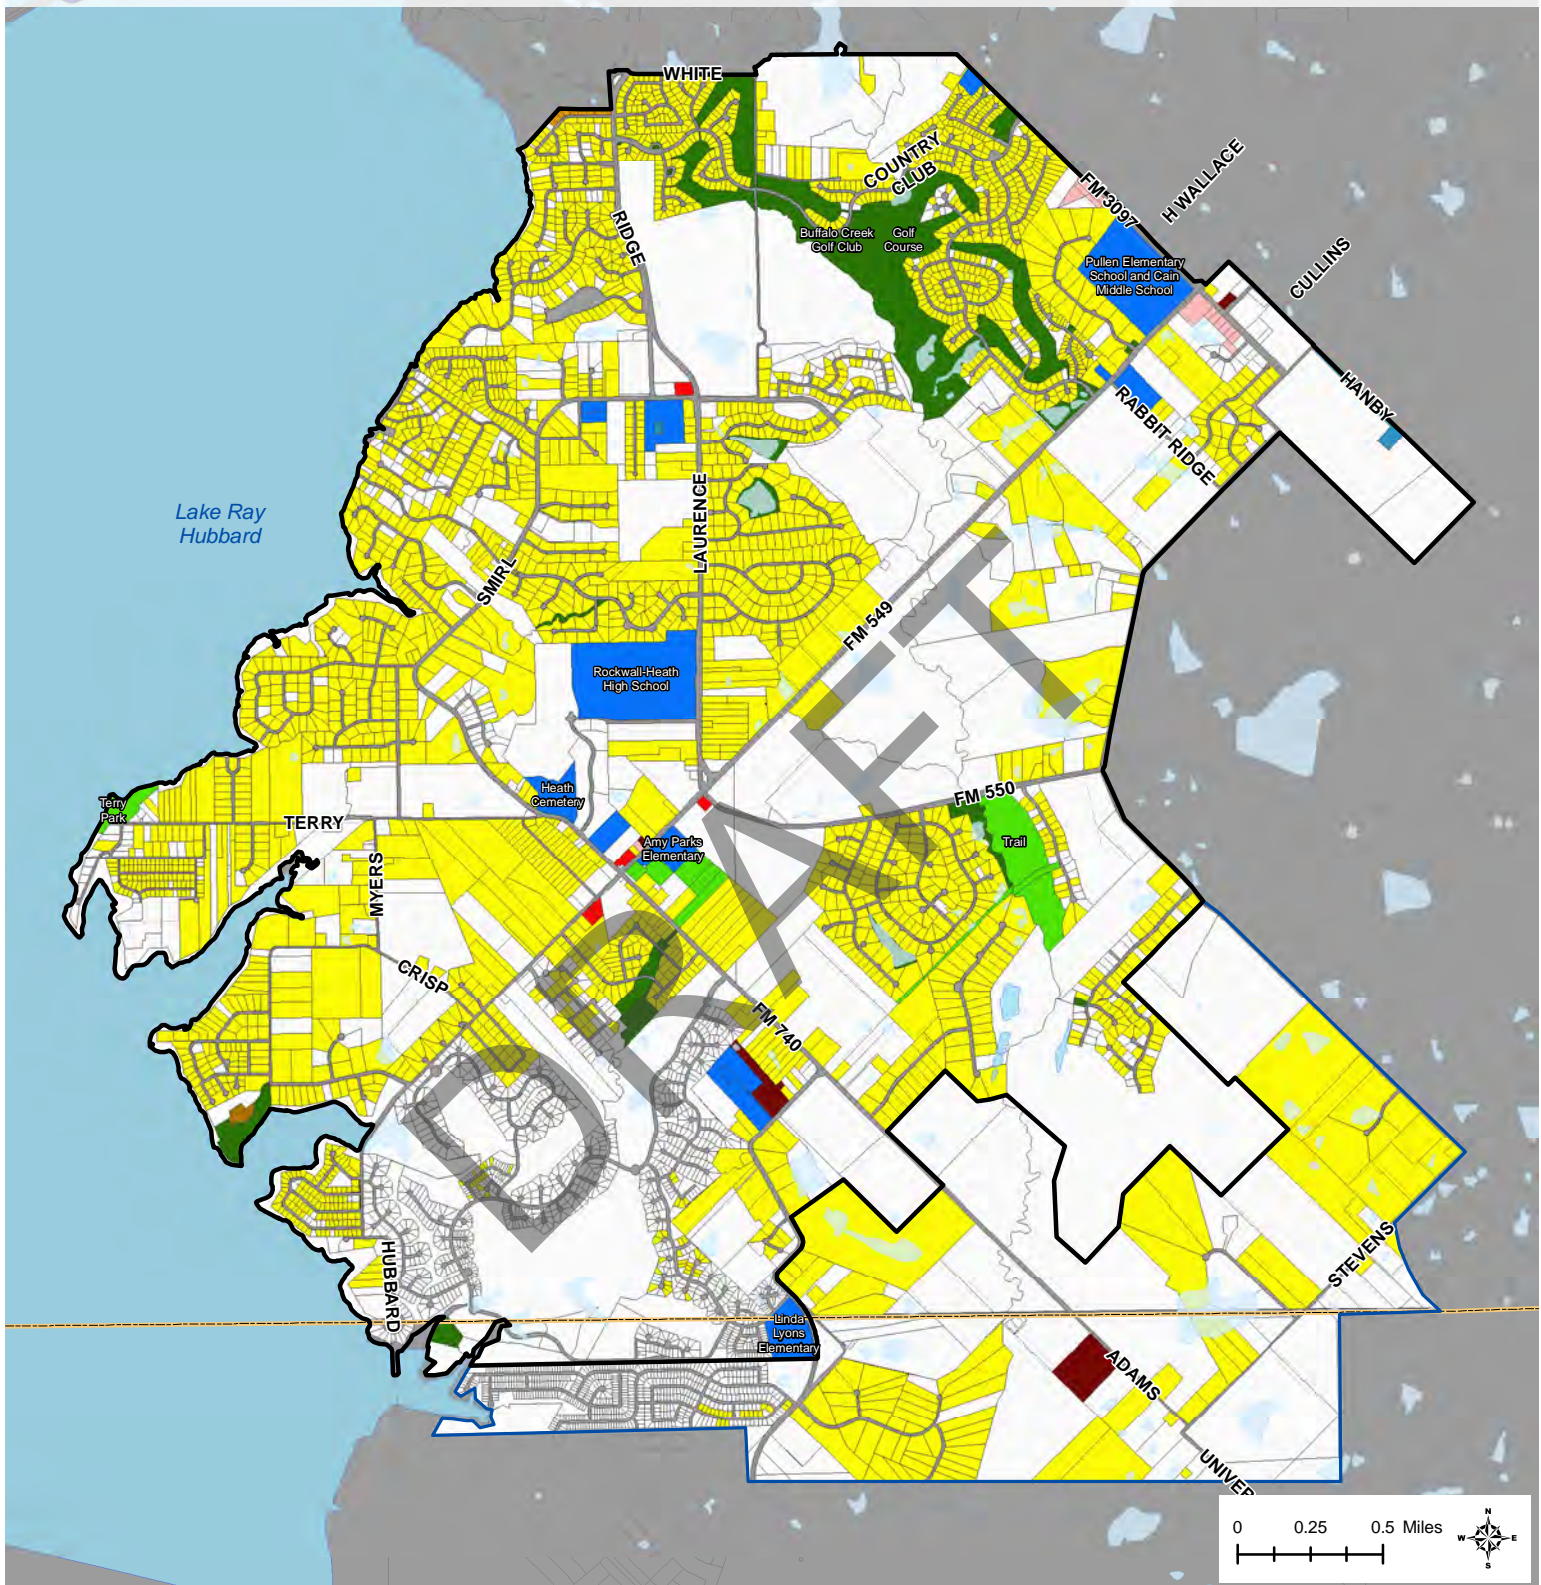 WHITE
COUNTRY
CLUB
H WALLACE
FM 3097
RIDGE
Buffalo Creek
Golf Club
Golf
Course
CULLINS
Pullen Elementary
School and Cain
Middle School
HANBY
RABBIT RIDGE
Lake Ray
Hubbard
LAURENCE
SMIRL
FM 549
Rockwall-Heath
High School
Heath
Cemetery
FM 550
Terry
Park
TERRY
Amy Parks
Elementary
Trail
MYERS
CRISP
FM 740
DRAFT
HUBBARD
STEVENS
Linda
Lyons
Elementary
ADAMS
UNIVER
0 0.25 0.5 Miles
N
W E
S